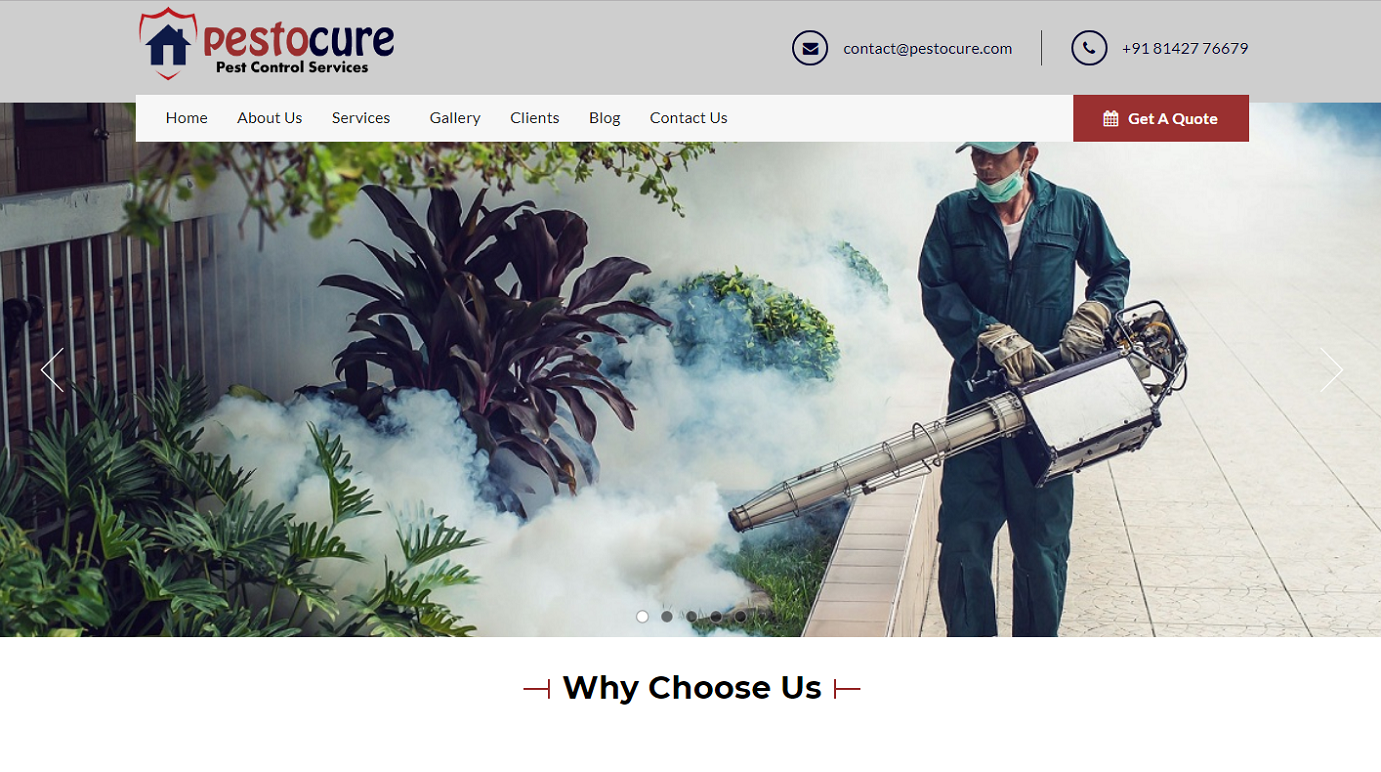 pestocure
Pest Control Services
contact@pestocure.com
+91 81427 76679
Home About Us Services Gallery Clients Blog Contact Us
Get A Quote
Why Choose Us